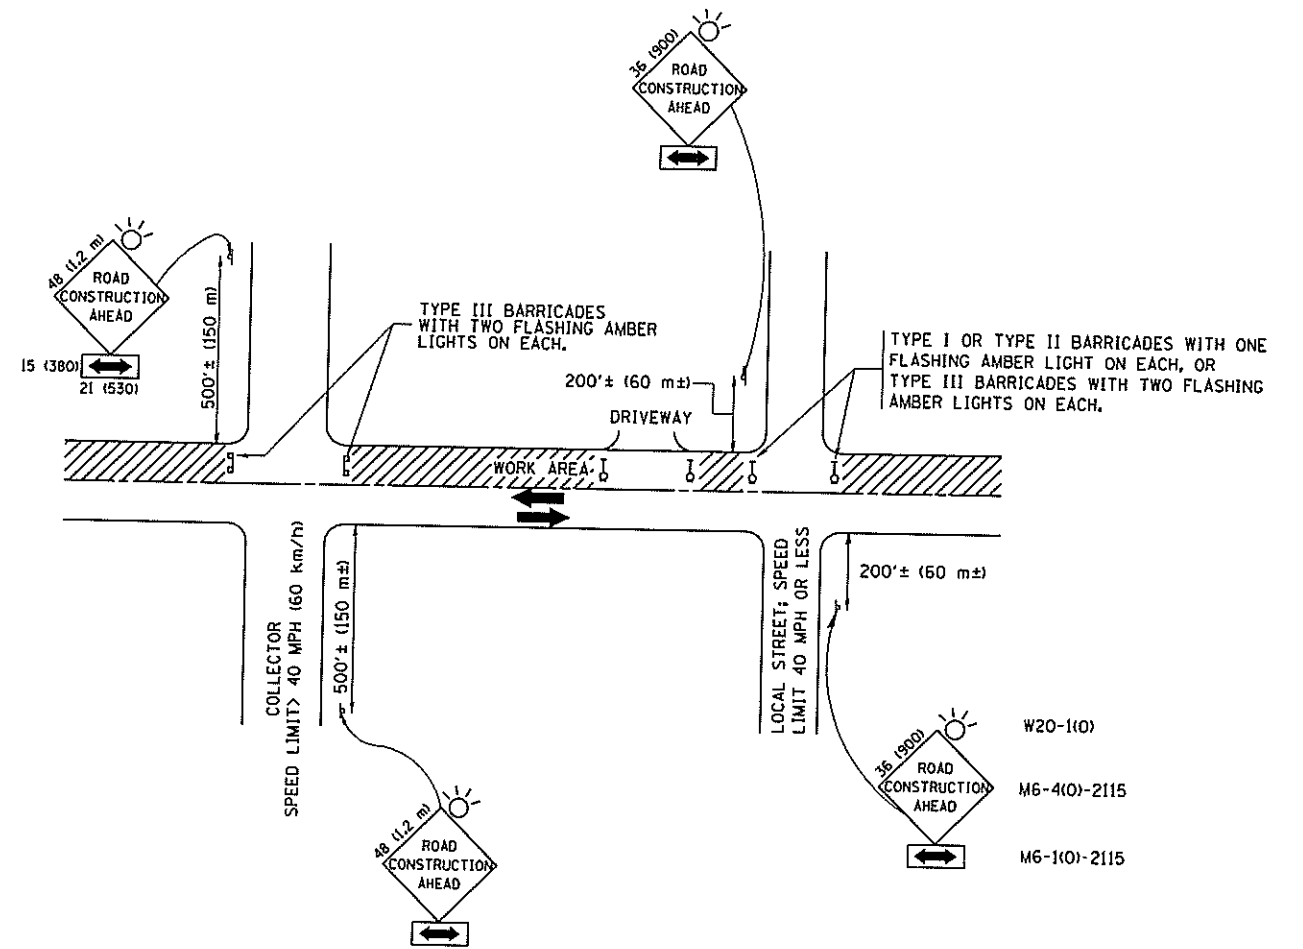 36 (900)
ROAD
CONSTRUCTION
AHEAD
48 (1.2 m)
ROAD
CONSTRUCTION
AHEAD
15 (380)
21 (530)
500'± (150 m)
TYPE III BARRICADES
WITH TWO FLASHING AMBER
LIGHTS ON EACH.
200'± (60 m±)
DRIVEWAY
TYPE I OR TYPE II BARRICADES WITH ONE
FLASHING AMBER LIGHT ON EACH, OR
TYPE III BARRICADES WITH TWO FLASHING
AMBER LIGHTS ON EACH.
WORK AREA
COLLECTOR
SPEED LIMIT> 40 MPH (60 km/h)
500'± (150 m±)
LOCAL STREET; SPEED
LIMIT 40 MPH OR LESS
200'± (60 m±)
36 (900)
ROAD
CONSTRUCTION
AHEAD
W20-1(O)
M6-4(O)-2115
M6-1(O)-2115
48 (1.2 m)
ROAD
CONSTRUCTION
AHEAD